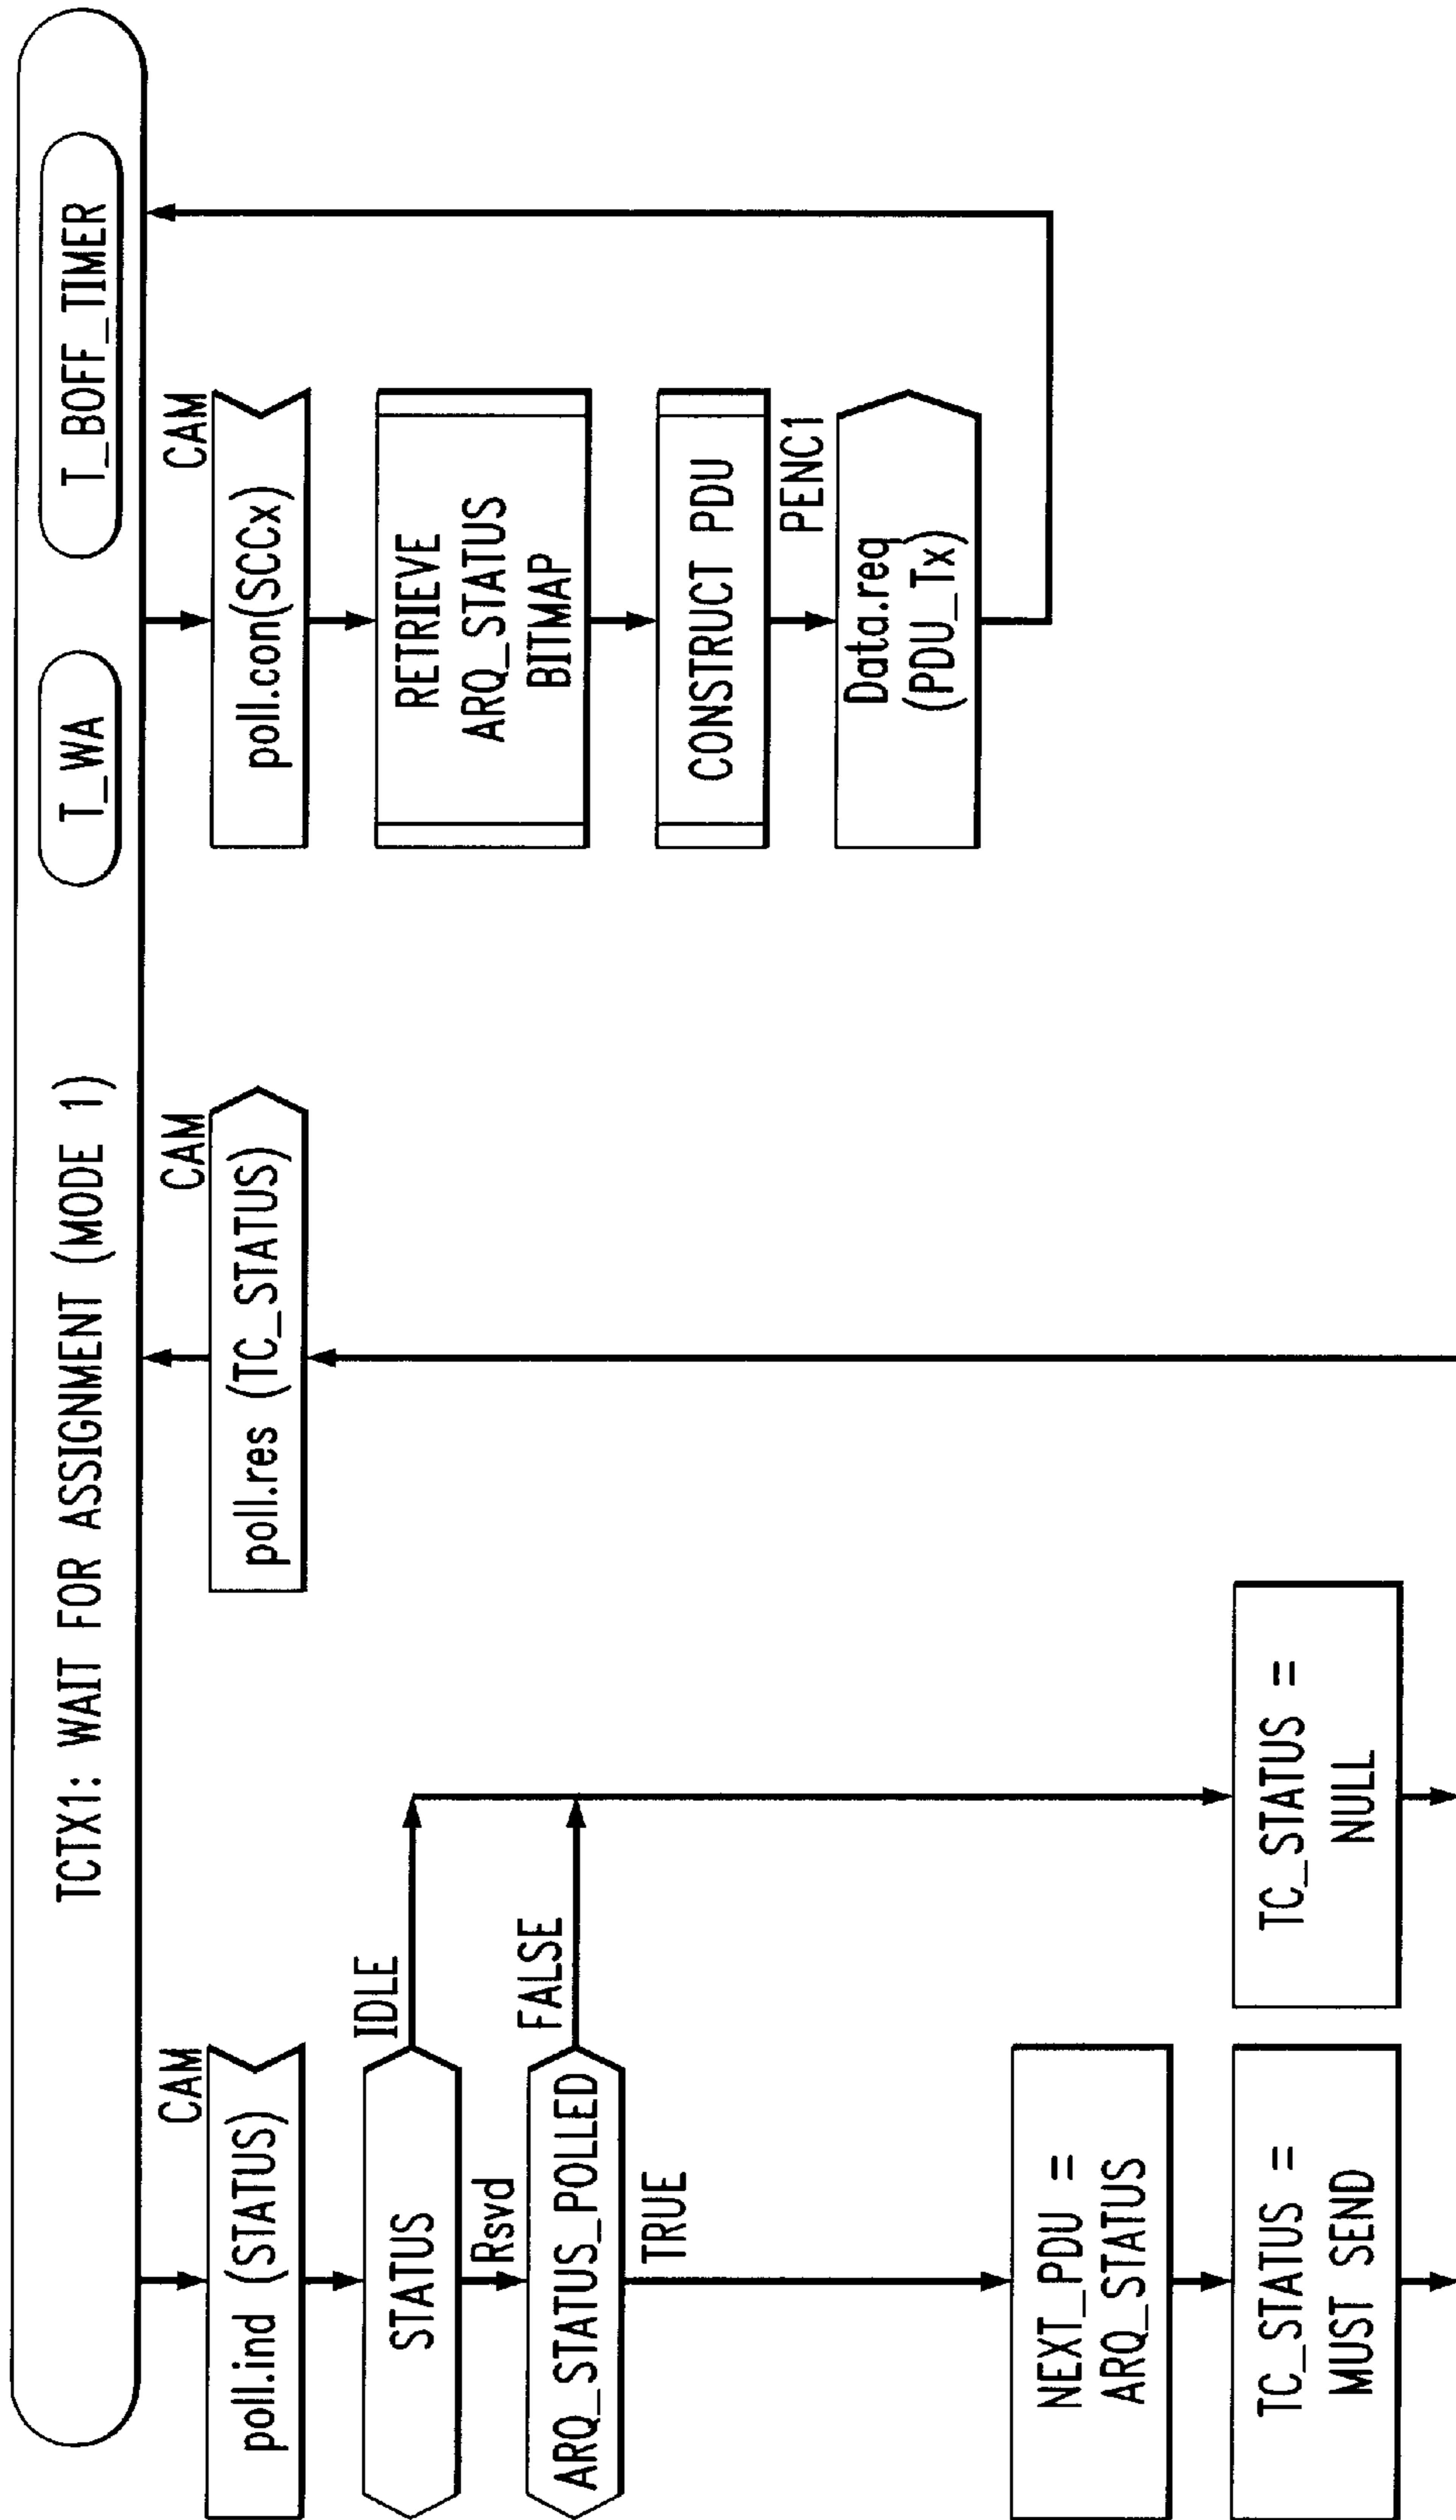 TCTX1: WAIT FOR ASSIGNMENT (MODE 1)
T_WA
T_BOFF_TIMER
CAM
poll.ind (STATUS)
STATUS
IDLE
Rsvd
ARQ_STATUS_POLLED
FALSE
TRUE
NEXT_PDU =
ARQ_STATUS
TC_STATUS =
MUST SEND
TC_STATUS =
NULL
CAM
poll.res (TC_STATUS)
CAM
poll.con(SCCx)
RETRIEVE
ARQ_STATUS
BITMAP
CONSTRUCT PDU
PENC1
Data.req
(PDU_Tx)